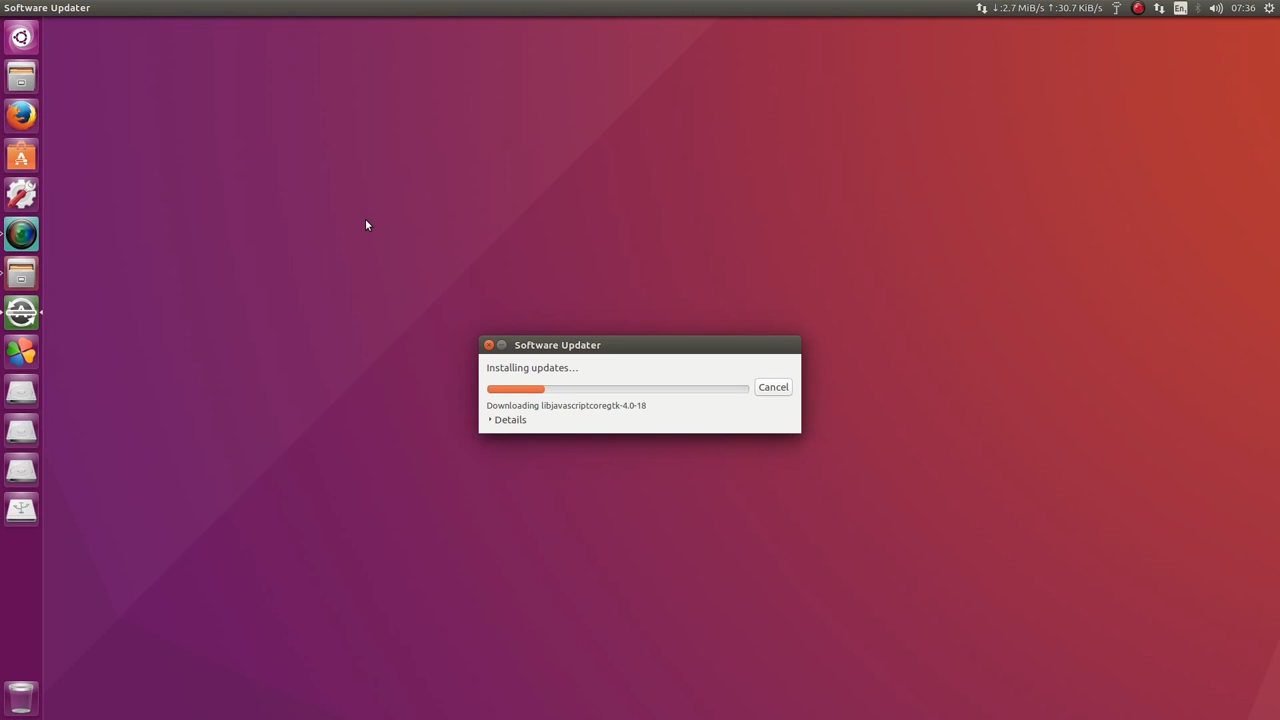 Software Updater
↓:2.7 MiB/s ↑:30.7 KiB/s En 07:36
Software Updater
Installing updates…
Cancel
Downloading libjavascriptcoregtk-4.0-18
Details